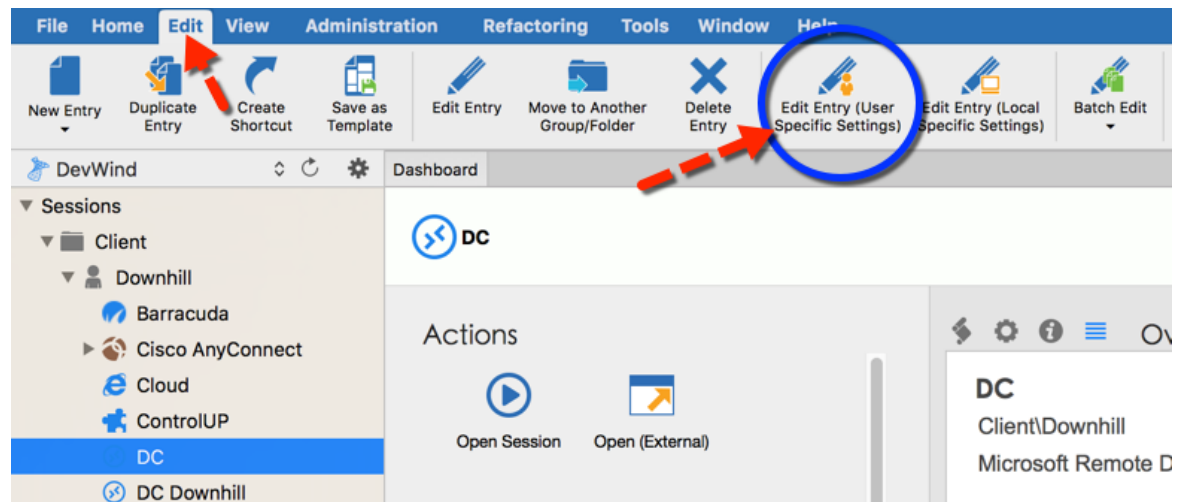 File Home Edit View Administration Refactoring Tools Window Help
New Entry Duplicate Entry Create Shortcut Save as Template Edit Entry Move to Another Group/Folder Delete Entry Edit Entry (User Specific Settings) Edit Entry (Local Specific Settings) Batch Edit
DevWind Dashboard
Sessions
Client
DC
Downhill
Barracuda
Actions
Cisco AnyConnect
Cloud
ControlUP
DC
DC Downhill
Open Session Open (External)
DC
Client\Downhill
Microsoft Remote D